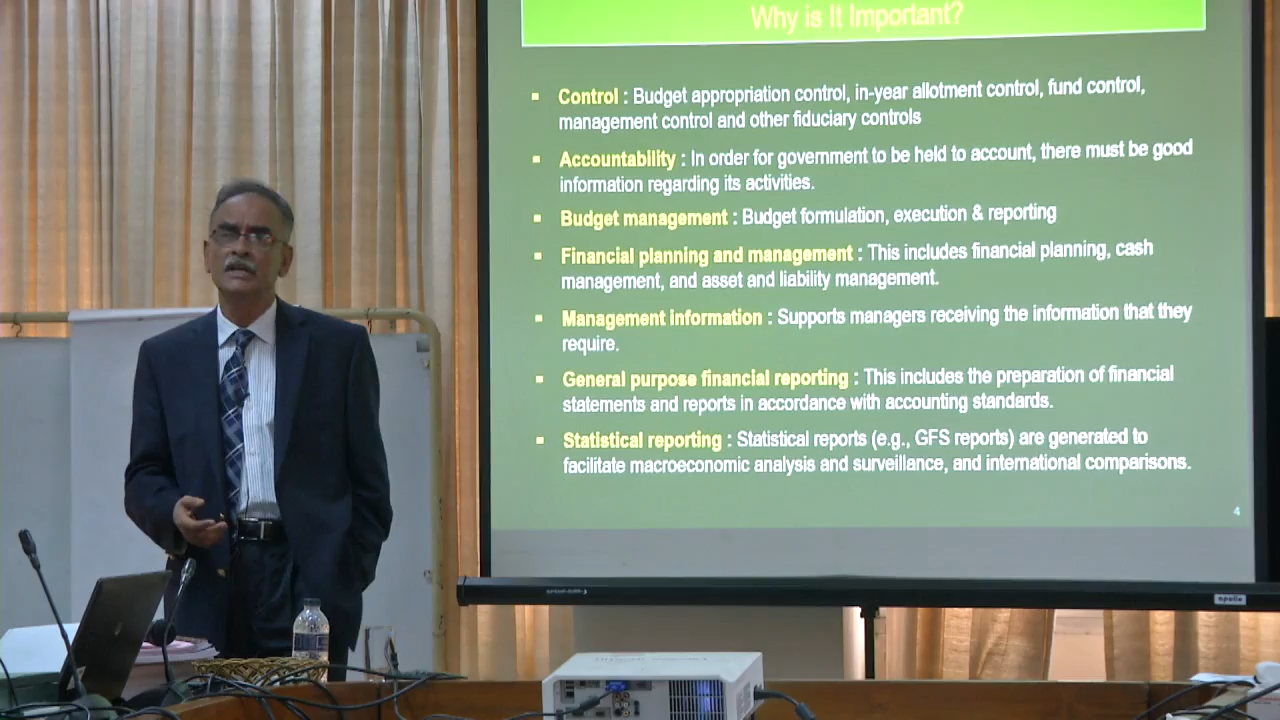 Why is It Important?
▪ Control : Budget appropriation control, in-year allotment control, fund control,
management control and other fiduciary controls
▪ Accountability : In order for government to be held to account, there must be good
information regarding its activities.
▪ Budget management : Budget formulation, execution & reporting
▪ Financial planning and management : This includes financial planning, cash
management, and asset and liability management.
▪ Management information : Supports managers receiving the information that they
require.
▪ General purpose financial reporting : This includes the preparation of financial
statements and reports in accordance with accounting standards.
▪ Statistical reporting : Statistical reports (e.g., GFS reports) are generated to
facilitate macroeconomic analysis and surveillance, and international comparisons.
4
apollo